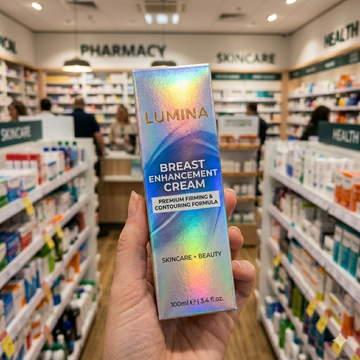 PHARMACY
SKINCARE
HEALTH
SKINCARE
HEALTH
LUMINA
BREAST
ENHANCEMENT
CREAM
PREMIUM FIRMING &
CONTOURING FORMULA
SKINCARE + BEAUTY
100ml ℮ | 3.4 fl.oz.